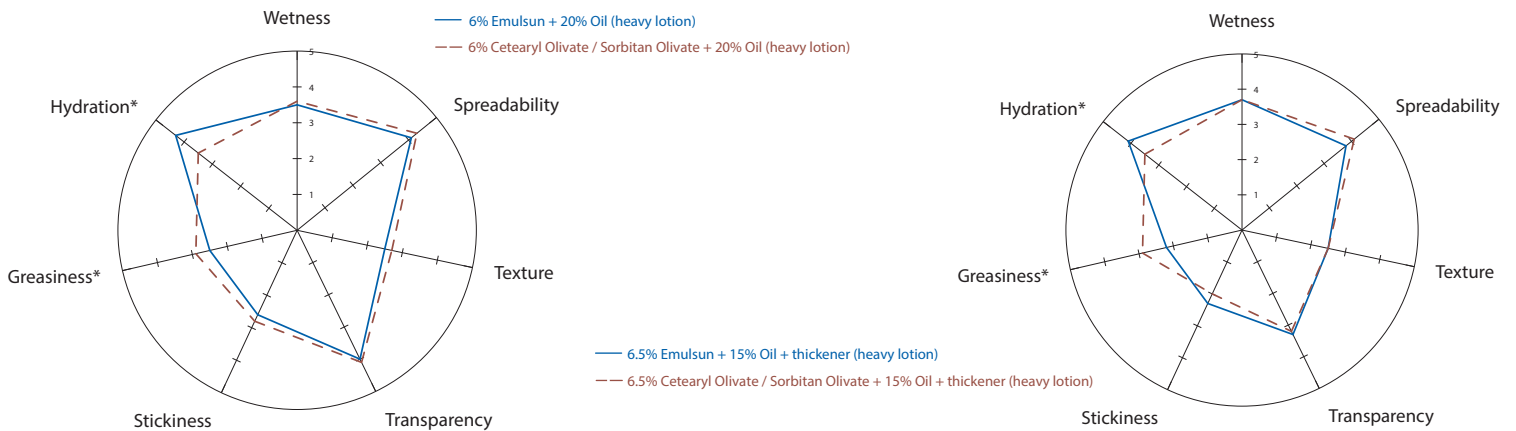 Wetness
6% Emulsun + 20% Oil (heavy lotion)
6% Cetearyl Olivate / Sorbitan Olivate + 20% Oil (heavy lotion)
5
4
3
2
1
Hydration*
Spreadability
Greasiness*
Texture
Stickiness
Transparency
Wetness
5
4
3
2
1
Hydration*
Spreadability
Greasiness*
Texture
6.5% Emulsun + 15% Oil + thickener (heavy lotion)
6.5% Cetearyl Olivate / Sorbitan Olivate + 15% Oil + thickener (heavy lotion)
Stickiness
Transparency